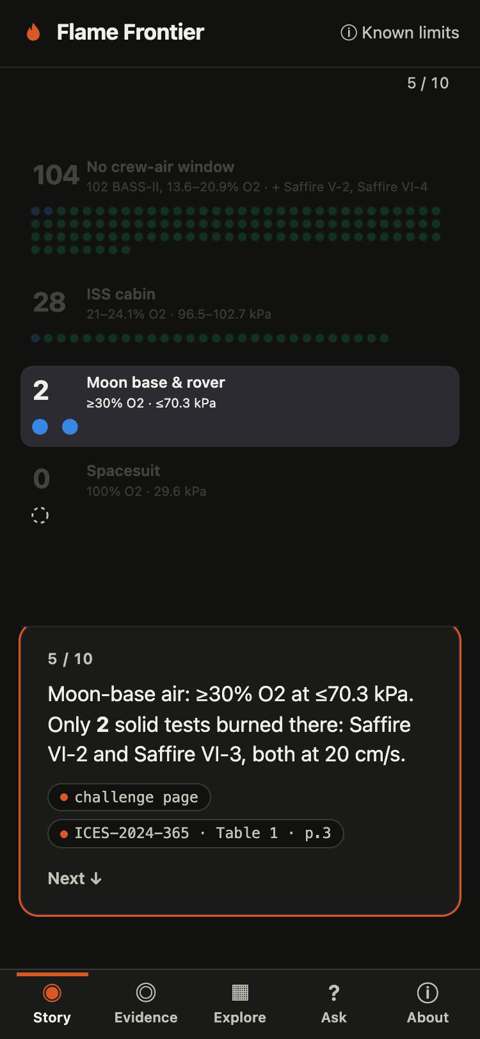 Flame Frontier
Known limits
5 / 10
104 No crew-air window
102 BASS-II, 13.6–20.9% O2 · + Saffire V-2, Saffire VI-4
28 ISS cabin
21–24.1% O2 · 96.5–102.7 kPa
2 Moon base & rover
≥30% O2 · ≤70.3 kPa
0 Spacesuit
100% O2 · 29.6 kPa
5 / 10
Moon-base air: ≥30% O2 at ≤70.3 kPa.
Only 2 solid tests burned there: Saffire
VI-2 and Saffire VI-3, both at 20 cm/s.
challenge page
ICES-2024-365 · Table 1 · p.3
Next ↓
Story Evidence Explore Ask About